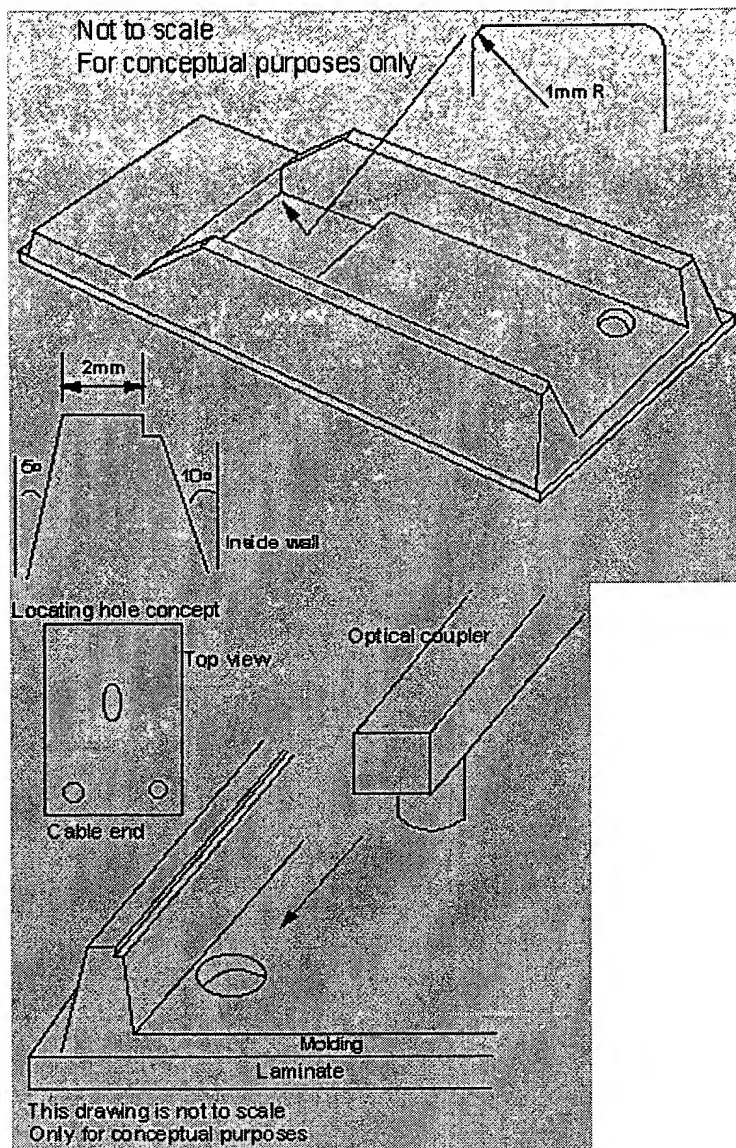 Not to scale
For conceptual purposes only
1mm R
2mm
5¤
10¤
Inside wall
Locating hole concept
Top view
Optical coupler
Cable end
Molding
Laminate
This drawing is not to scale
Only for conceptual purposes